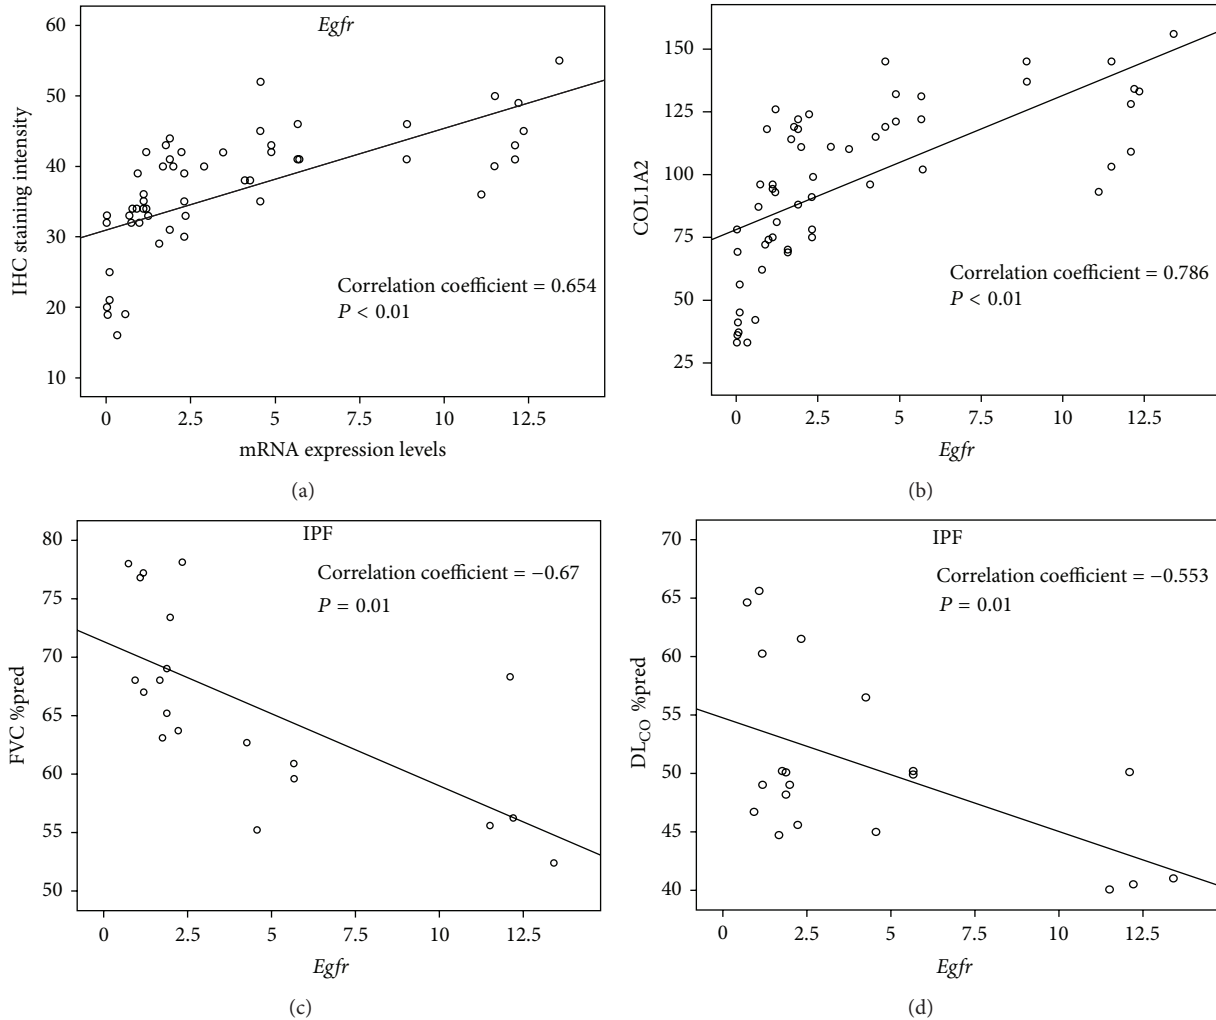 Egfr
60
50
40
30
20
10
IHC staining intensity
Correlation coefficient = 0.654
P < 0.01
0 2.5 5 7.5 10 12.5
mRNA expression levels
(a)
150
125
100
75
50
25
COL1A2
Correlation coefficient = 0.786
P < 0.01
0 2.5 5 7.5 10 12.5
Egfr
(b)
IPF
Correlation coefficient = −0.67
P = 0.01
80
75
70
65
60
55
50
FVC %pred
0 2.5 5 7.5 10 12.5
Egfr
(c)
IPF
Correlation coefficient = −0.553
P = 0.01
70
65
60
55
50
45
40
DLCO %pred
0 2.5 5 7.5 10 12.5
Egfr
(d)